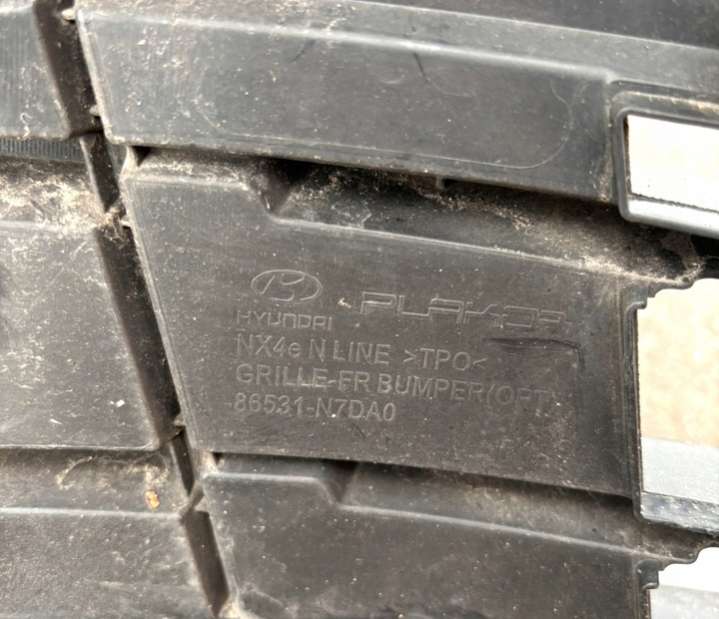 HYUNDAI PLAKOR
NX4e N LINE >TPO<
GRILLE-FR BUMPER(OPT)
86531-N7DA0